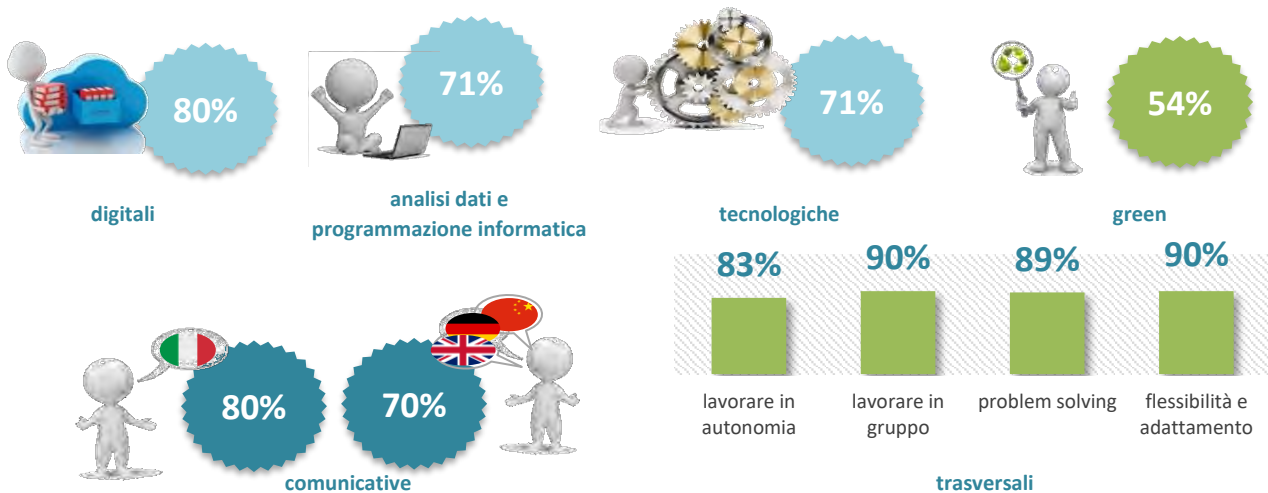 80%
digitali
71%
analisi dati e
programmazione informatica
71%
tecnologiche
54%
green
80%
70%
comunicative
83%
90%
89%
90%
lavorare in
autonomia
lavorare in
gruppo
problem solving
flessibilità e
adattamento
trasversali